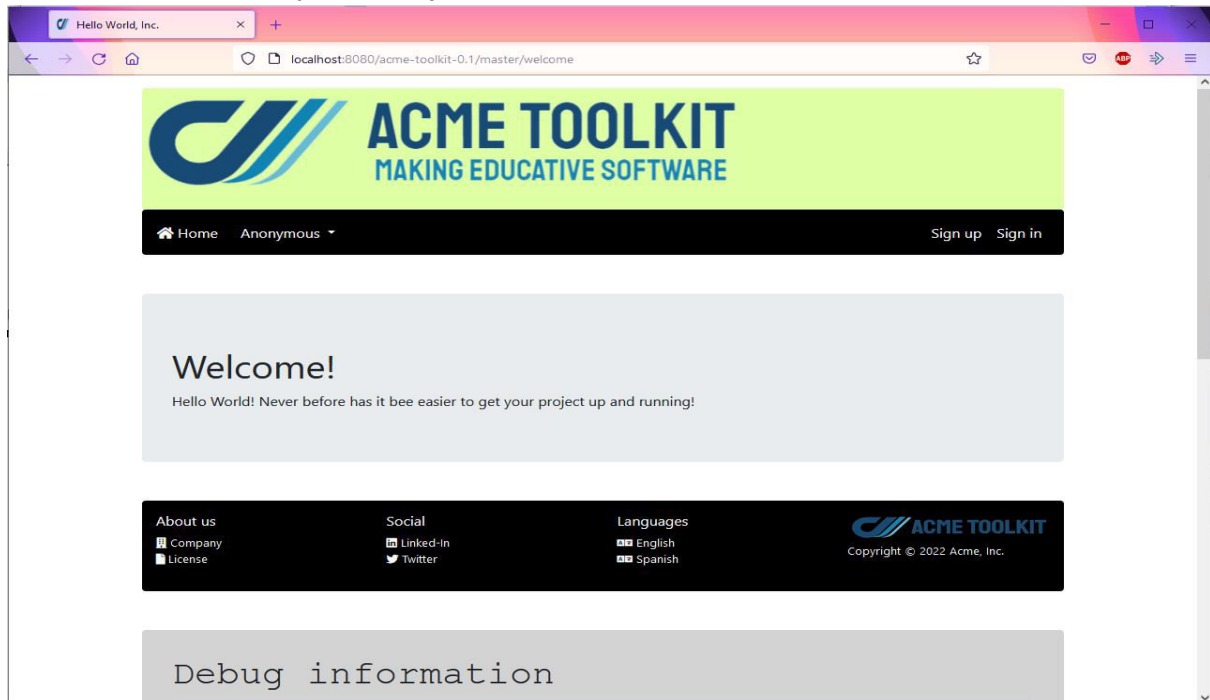 Hello World, Inc.
localhost:8080/acme-toolkit-0.1/master/welcome
ABP
ACME TOOLKIT
MAKING EDUCATIVE SOFTWARE
Home Anonymous Sign up Sign in
Welcome!
Hello World! Never before has it bee easier to get your project up and running!
About us Social Languages ACME TOOLKIT
Company Linked-In English Copyright © 2022 Acme, Inc.
License Twitter Spanish
Debug information